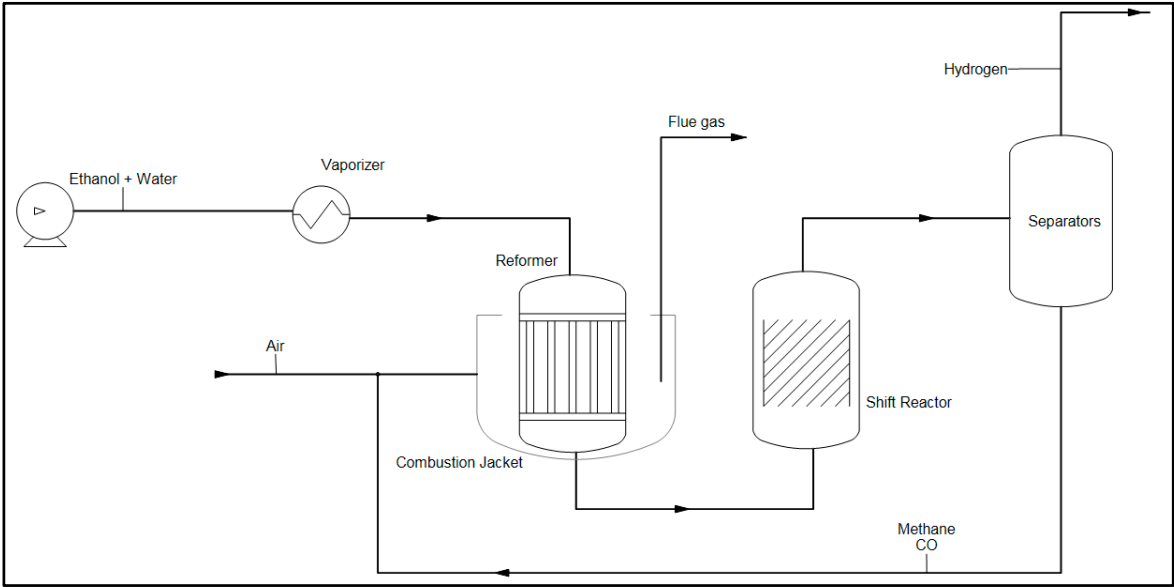 Hydrogen
Flue gas
Vaporizer
Ethanol + Water
Separators
Reformer
Air
Shift Reactor
Combustion Jacket
Methane
CO